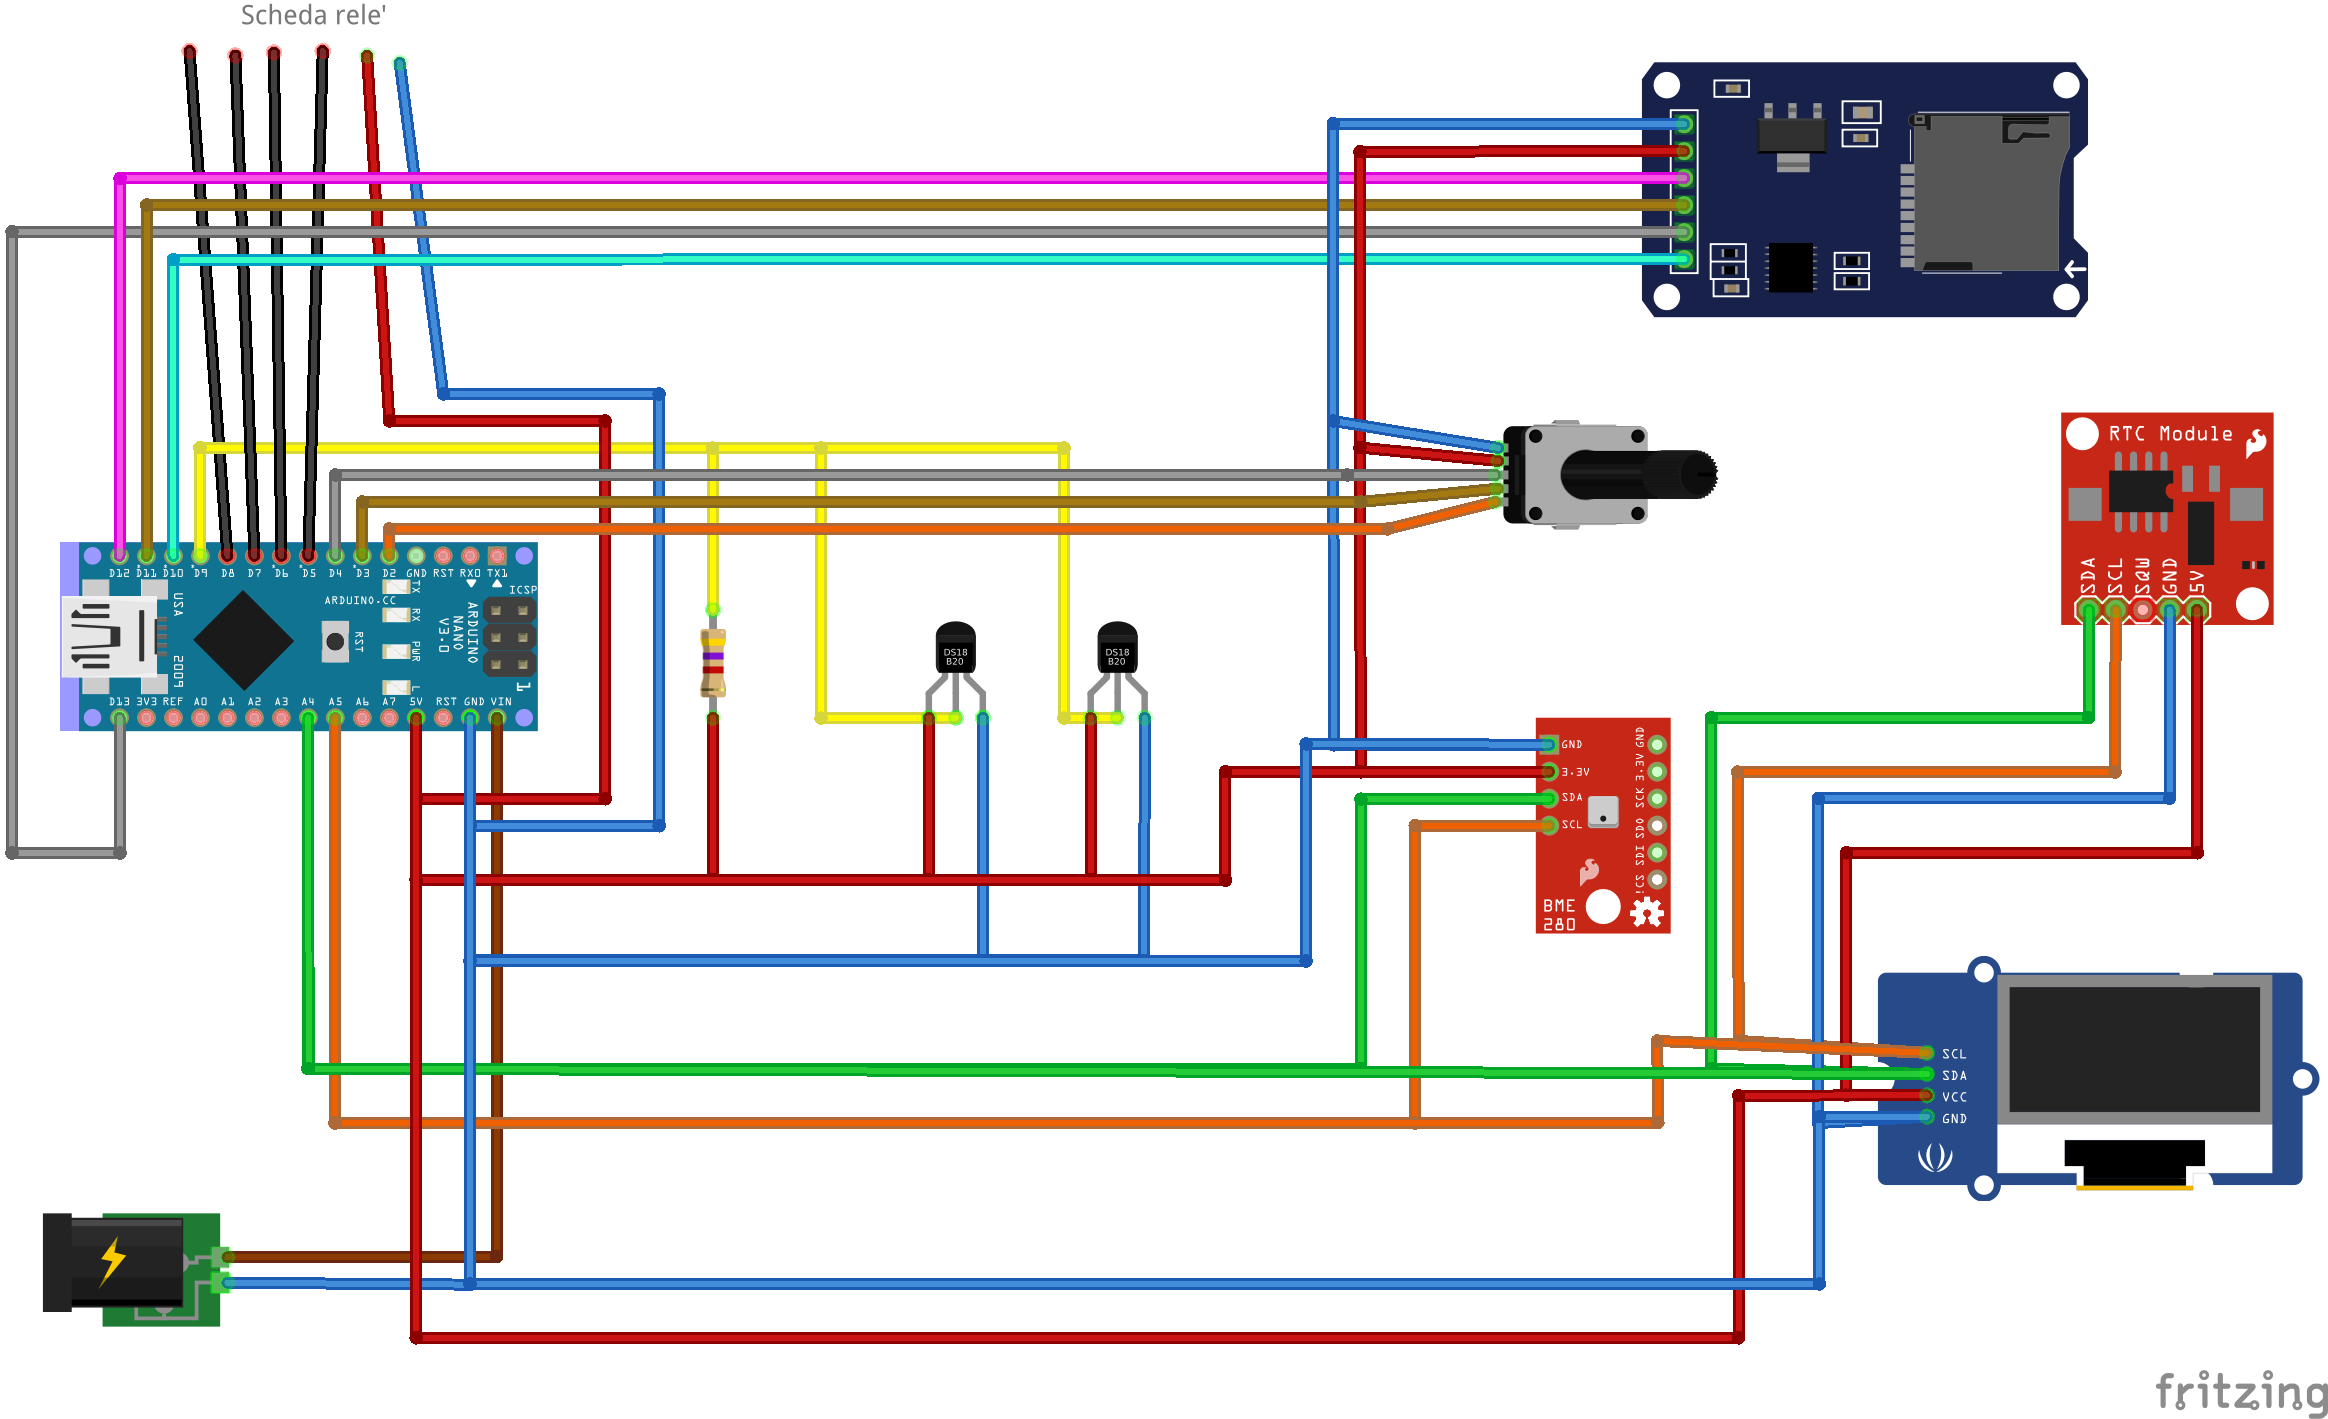 Scheda rele'
RTC Module
SDA
SCL
SQW
GND
5V
D12
D11
D10
D9
D8
D7
D6
D5
D4
D3
D2
GND
RST
RX0
TX1
USA
2009
ARDUINO.CC
RST
TX
RX
PWR
L
ARDUINO
NANO
V3.0
ICSP
1
D13
3V3
REF
A0
A1
A2
A3
A4
A5
A6
A7
5V
RST
GND
VIN
DS18
B20
DS18
B20
GND
3.3V
SDA
SCL
GND
3.3V
SCK
SDO
SDI
!CS
BME
280
SCL
SDA
VCC
GND
fritzing